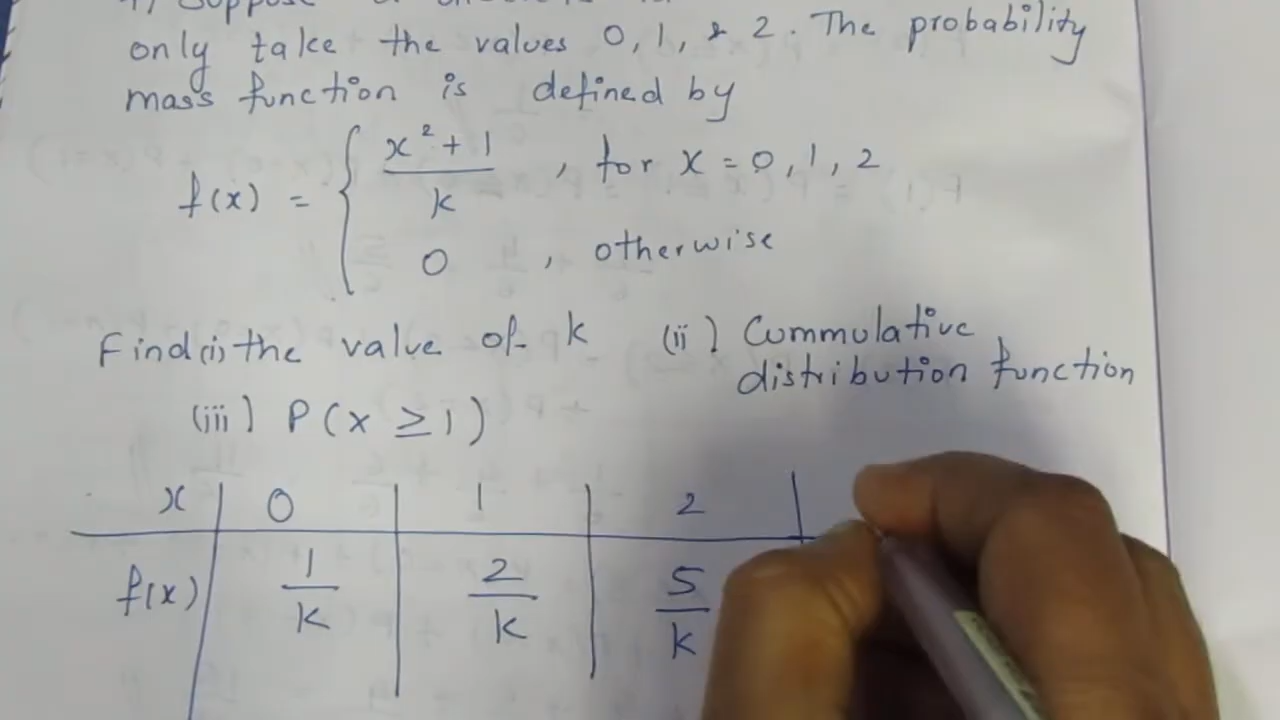 only take the values 0, 1, & 2. The probability
mass function is defined by
f(x) = { x² + 1 / k , for x = 0, 1, 2
0 , otherwise
Find (i) the value of k (ii) Cummulative
distribution function
(iii) P(x ≥ 1)
x | 0 | 1 | 2 |
f(x) | 1/k | 2/k | 5/k